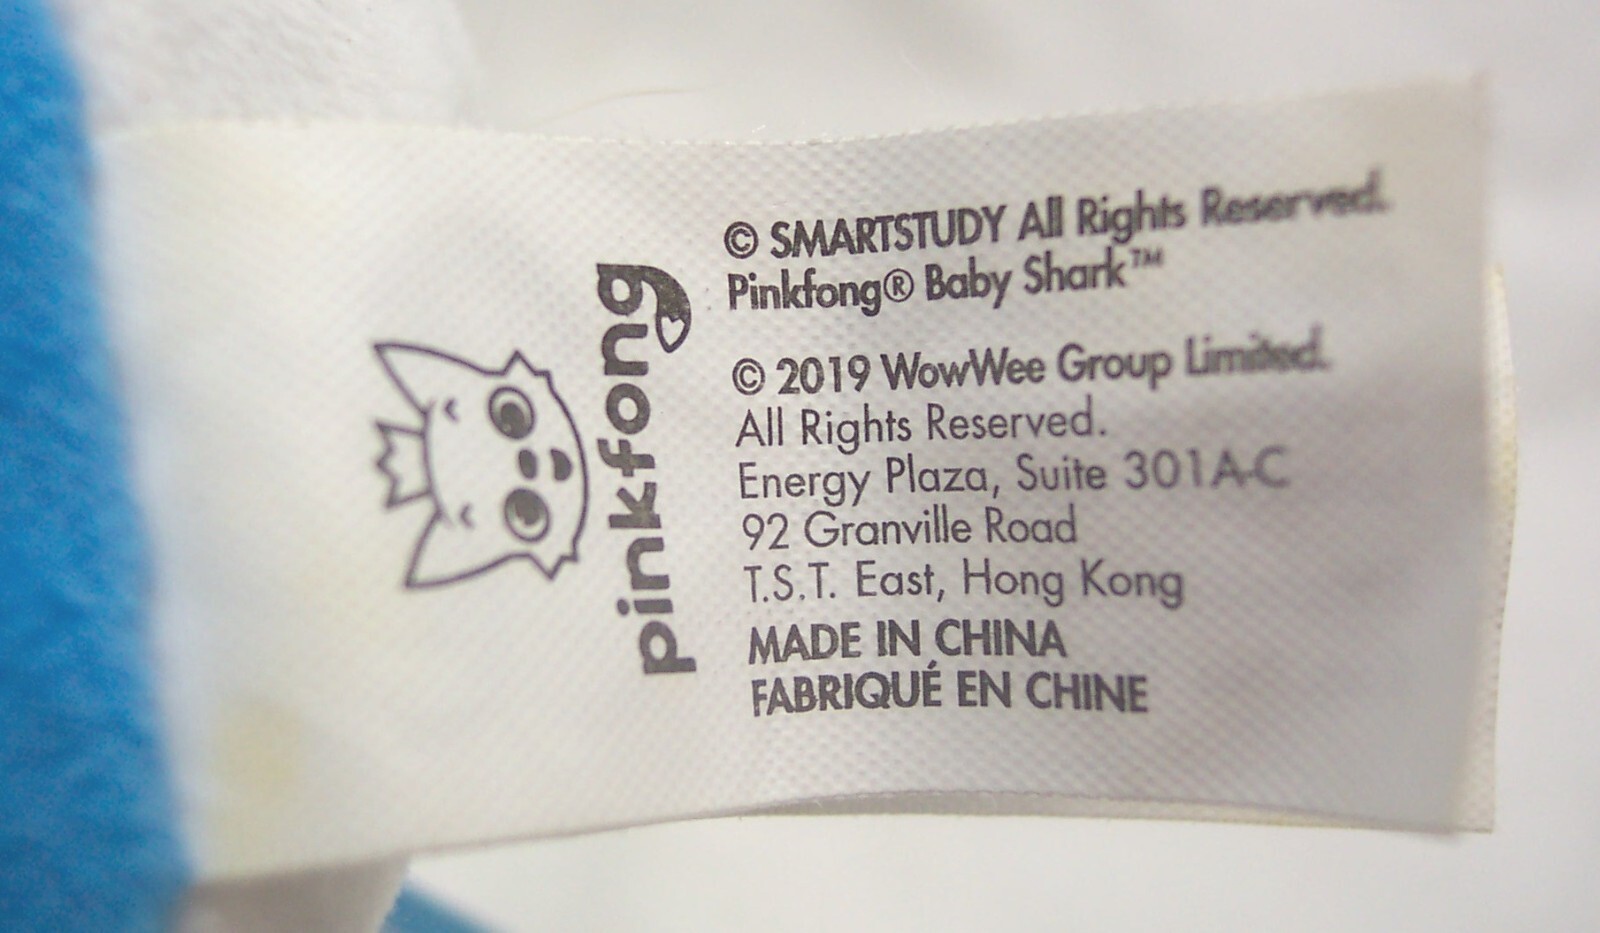 pinkfong
© SMARTSTUDY All Rights Reserved.
Pinkfong® Baby Shark™
© 2019 WowWee Group Limited.
All Rights Reserved.
Energy Plaza, Suite 301A-C
92 Granville Road
T.S.T. East, Hong Kong
MADE IN CHINA
FABRIQUÉ EN CHINE